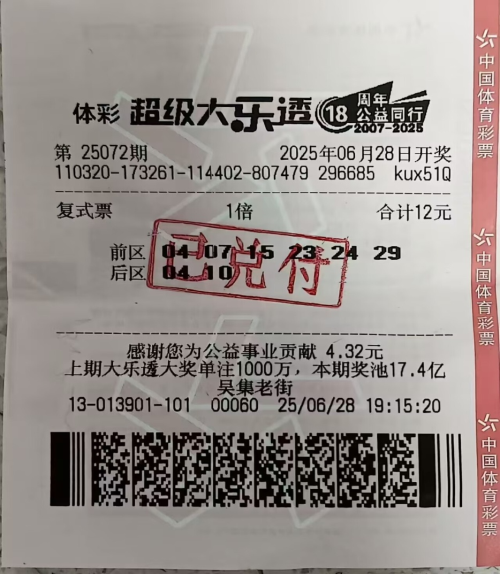 体彩 超级大乐透 18 周年 公益同行 2007-2025
第 25072期 2025年06月28日开奖
110320-173261-114402-807479 296685 kux51Q
复式票 1倍 合计12元
前区 04 07 15 23 24 29
后区 04 10
已兑付
感谢您为公益事业贡献 4.32元
上期大乐透大奖单注1000万，本期奖池17.4亿
吴集老街
13-013901-101 00060 25/06/28 19:15:20
中国体育彩票
中国体育彩票
中国体育彩票